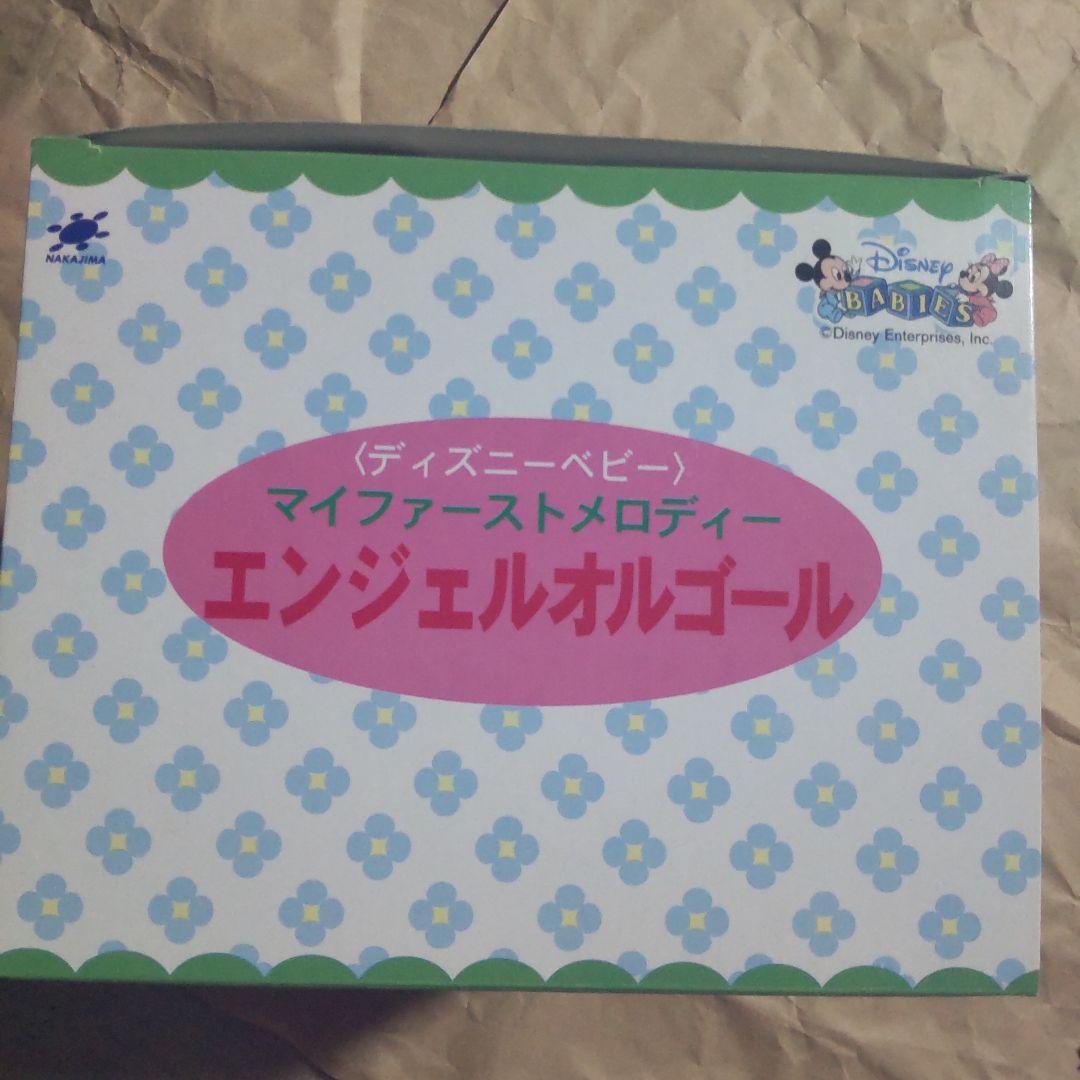 NAKAJIMA
DISNEY
BABIES
©Disney Enterprises, Inc.
〈ディズニーベビー〉
マイファーストメロディー
エンジェルオルゴール